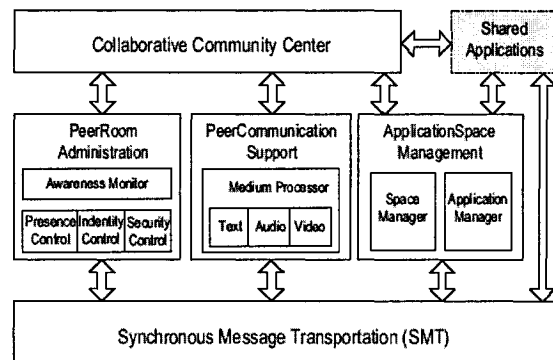 Collaborative Community Center
Shared
Applications
PeerRoom
Administration
Awareness Monitor
Presence
Control
Indentity
Control
Security
Control
PeerCommunication
Support
Medium Processor
Text
Audio
Video
ApplicationSpace
Management
Space
Manager
Application
Manager
Synchronous Message Transportation (SMT)